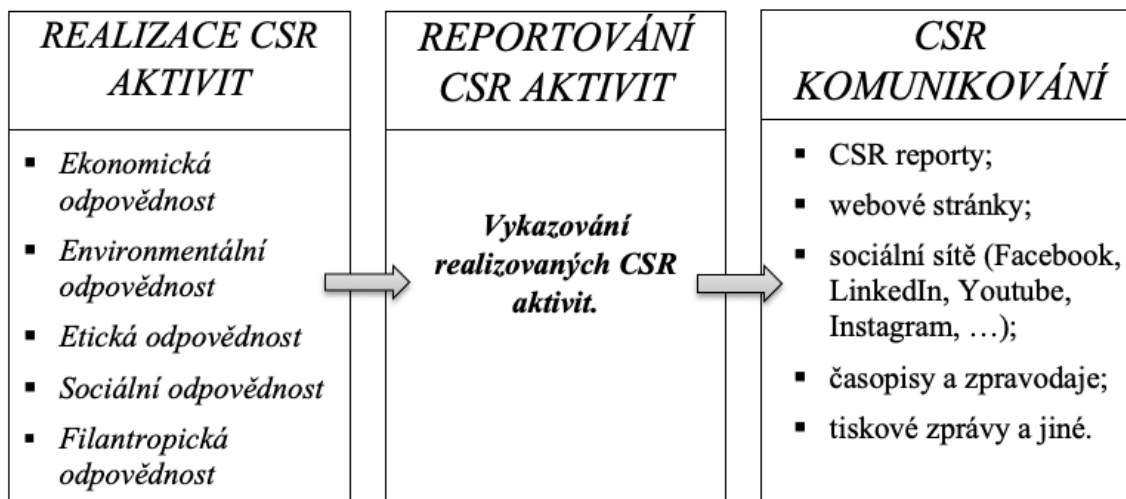 REALIZACE CSR
AKTIVIT
▪ Ekonomická
odpovědnost
▪ Environmentální
odpovědnost
▪ Etická odpovědnost
▪ Sociální odpovědnost
▪ Filantropická
odpovědnost
REPORTOVÁNÍ
CSR AKTIVIT
Vykazování
realizovaných CSR
aktivit.
CSR
KOMUNIKOVÁNÍ
▪ CSR reporty;
▪ webové stránky;
▪ sociální sítě (Facebook,
LinkedIn, Youtube,
Instagram, …);
▪ časopisy a zpravodaje;
▪ tiskové zprávy a jiné.